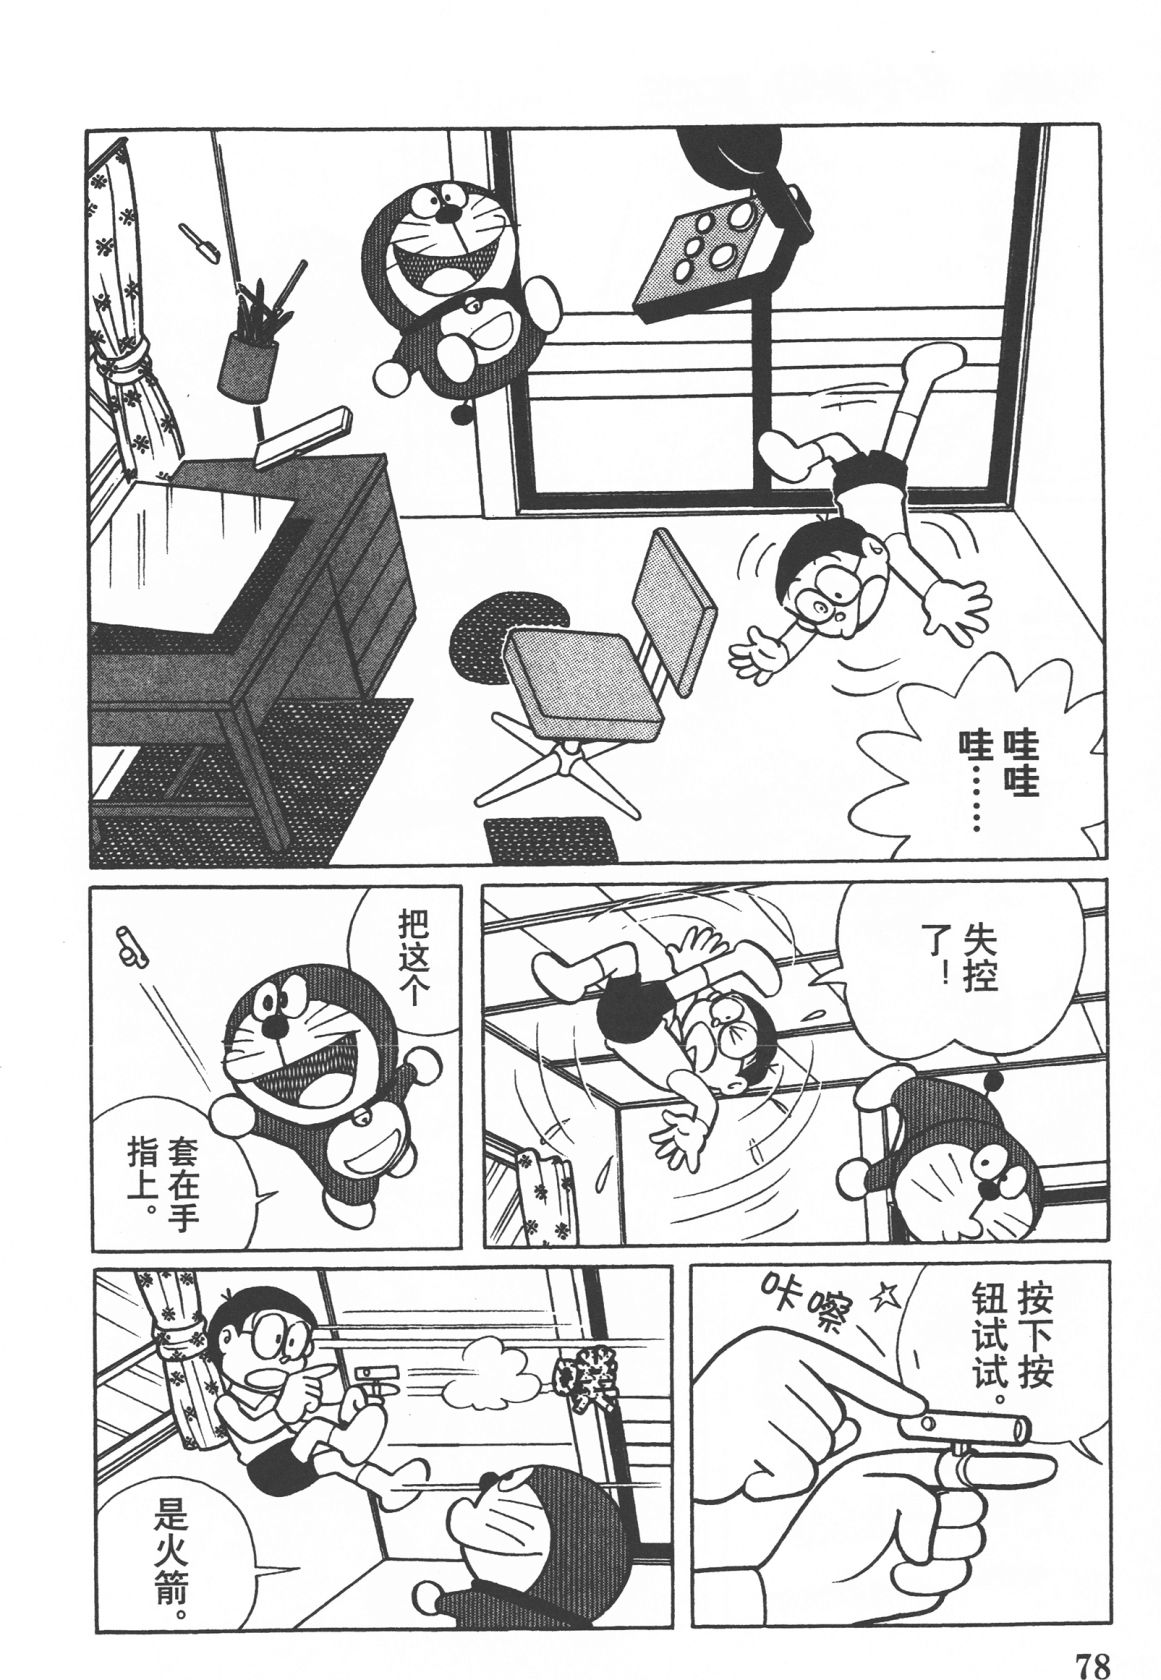 哇哇
哇……
失控
了！
把这个
套在手
指上。
按下按
钮试试。
咔嚓
是火箭。
78